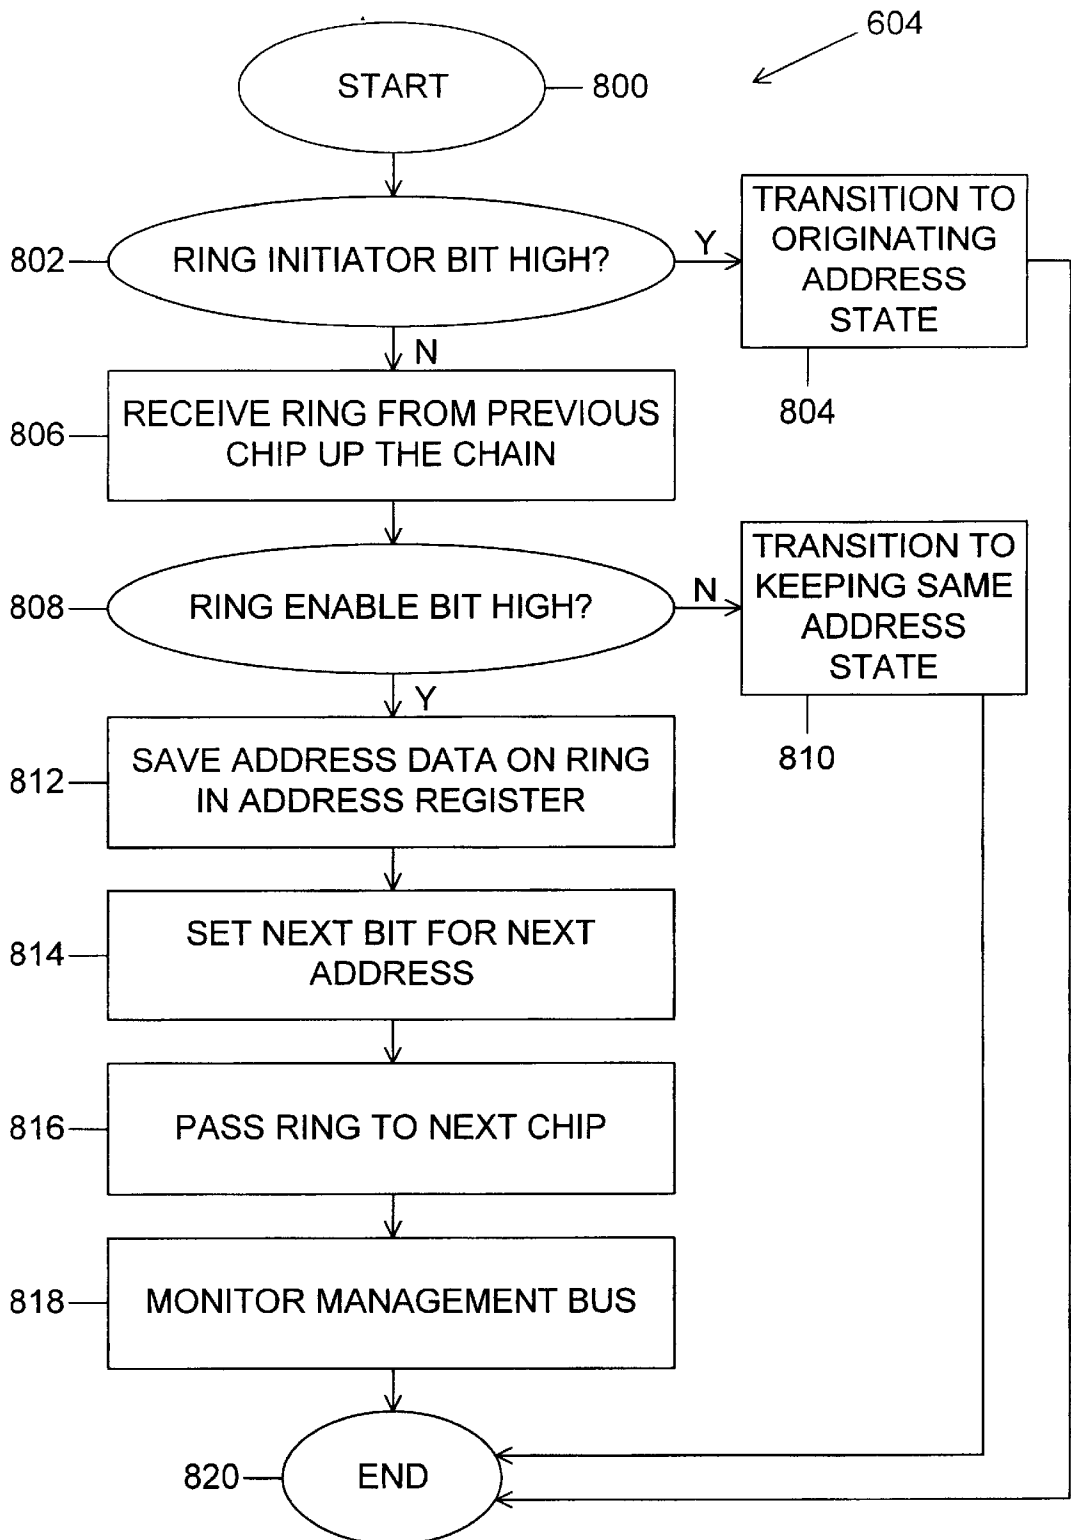 604
START
800
802
RING INITIATOR BIT HIGH?
Y
TRANSITION TO
ORIGINATING
ADDRESS
STATE
804
N
806
RECEIVE RING FROM PREVIOUS
CHIP UP THE CHAIN
808
RING ENABLE BIT HIGH?
N
TRANSITION TO
KEEPING SAME
ADDRESS
STATE
810
Y
812
SAVE ADDRESS DATA ON RING
IN ADDRESS REGISTER
814
SET NEXT BIT FOR NEXT
ADDRESS
816
PASS RING TO NEXT CHIP
818
MONITOR MANAGEMENT BUS
820
END